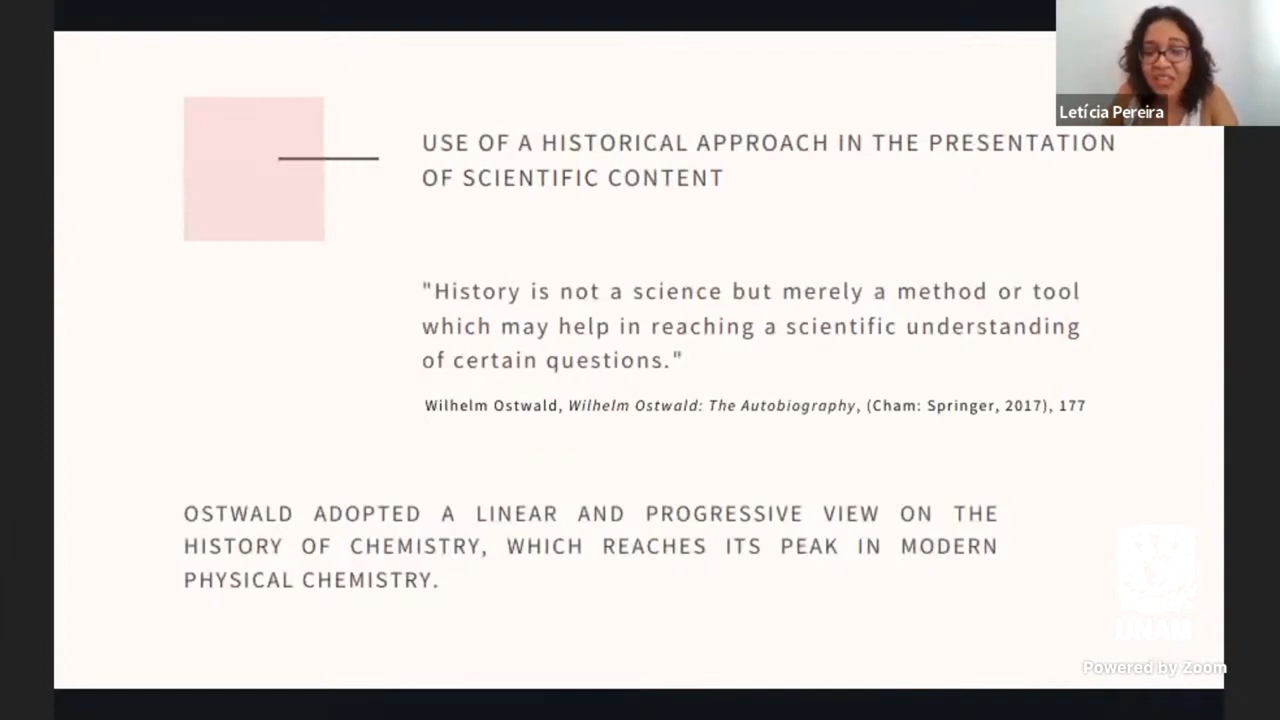 Letícia Pereira
USE OF A HISTORICAL APPROACH IN THE PRESENTATION
OF SCIENTIFIC CONTENT
"History is not a science but merely a method or tool
which may help in reaching a scientific understanding
of certain questions."
Wilhelm Ostwald, Wilhelm Ostwald: The Autobiography, (Cham: Springer, 2017), 177
OSTWALD ADOPTED A LINEAR AND PROGRESSIVE VIEW ON THE
HISTORY OF CHEMISTRY, WHICH REACHES ITS PEAK IN MODERN
PHYSICAL CHEMISTRY.
UNAM
Powered by Zoom